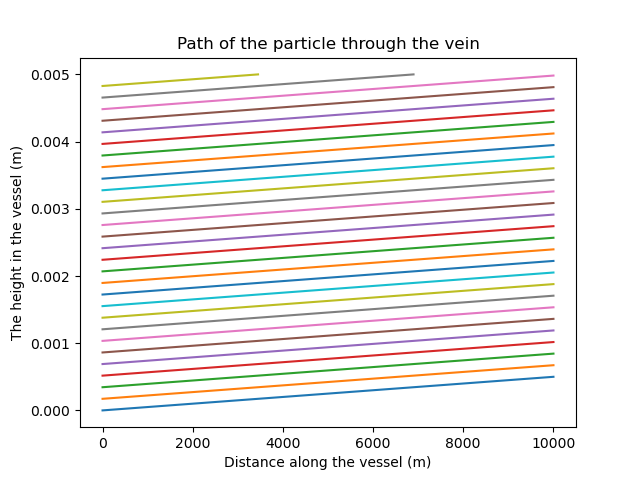 Path of the particle through the vein
The height in the vessel (m)
0.005
0.004
0.003
0.002
0.001
0.000
0 2000 4000 6000 8000 10000
Distance along the vessel (m)